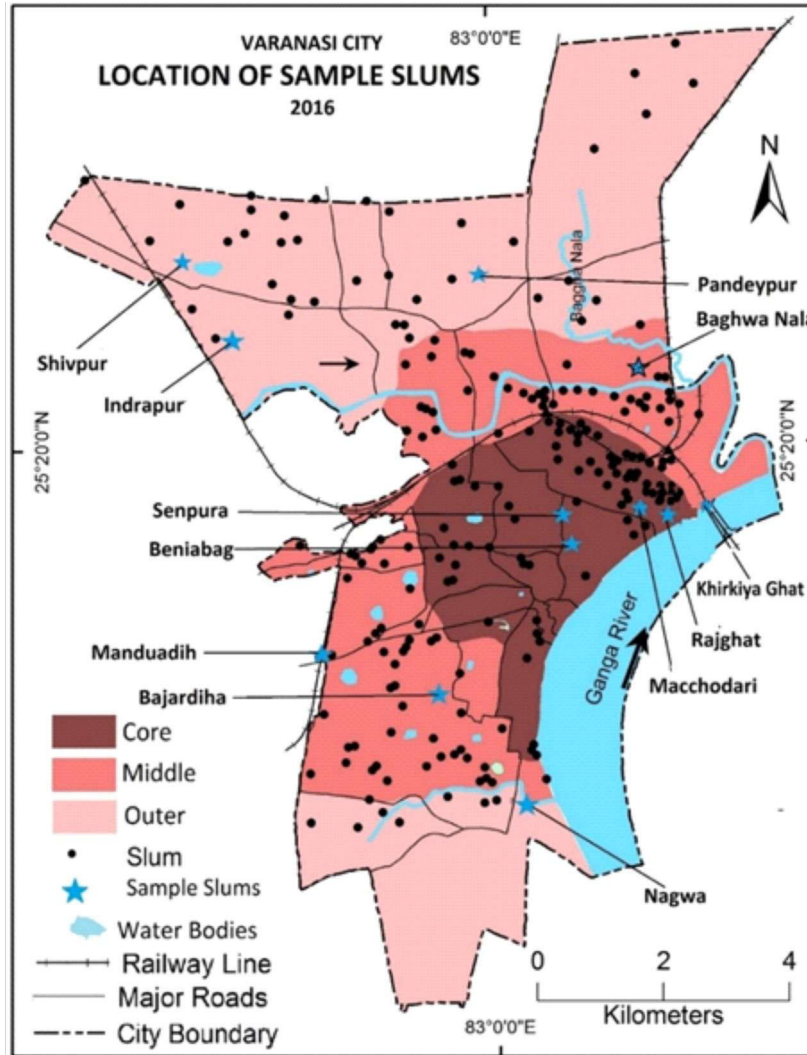 VARANASI CITY
LOCATION OF SAMPLE SLUMS
2016
83°0'0"E
N
Baggha Nala
Pandeypur
Baghwa Nala
Shivpur
Indrapur
25°20'0"N
25°20'0"N
Senpura
Beniabag
Khirkiya Ghat
Rajghat
Macchodari
Ganga River
Manduadih
Bajardiha
Core
Middle
Outer
Slum
Sample Slums
Water Bodies
Railway Line
Major Roads
City Boundary
Nagwa
0 2 4
Kilometers
83°0'0"E